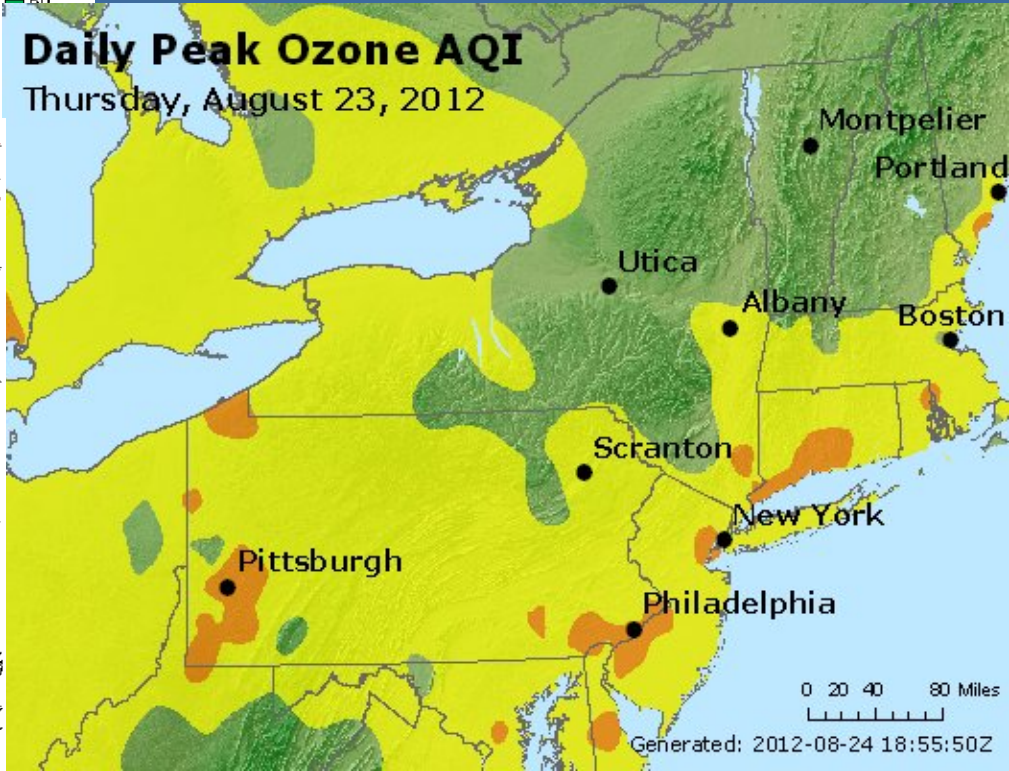 Daily Peak Ozone AQI
Thursday, August 23, 2012
Montpelier
Portland
Utica
Albany
Boston
Scranton
New York
Pittsburgh
Philadelphia
0 20 40 80 Miles
Generated: 2012-08-24 18:55:50Z